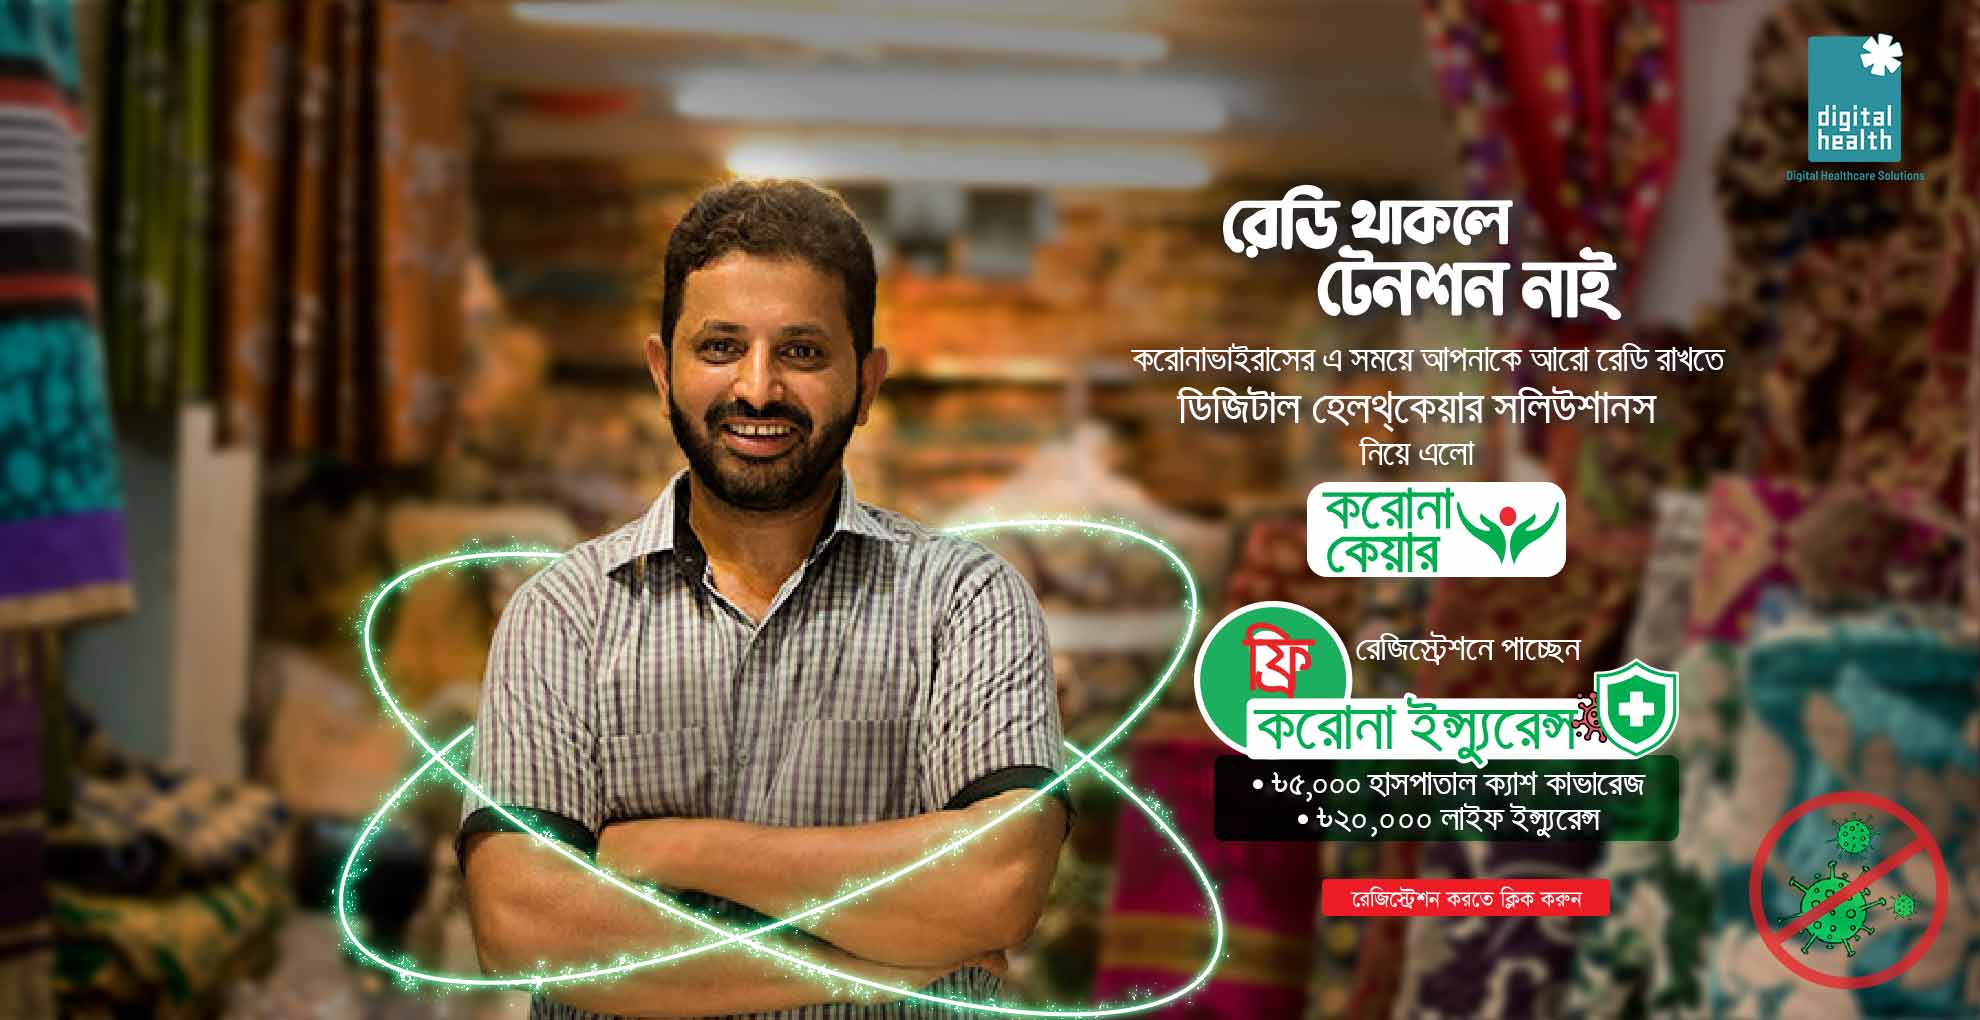 digital
health
Digital Healthcare Solutions
রেডি থাকলে
টেনশন নাই
করোনাভাইরাসের এ সময়ে আপনাকে আরো রেডি রাখতে
ডিজিটাল হেলথ্কেয়ার সলিউশানস
নিয়ে এলো
করোনা
কেয়ার
ফ্রি রেজিস্ট্রেশনে পাচ্ছেন
করোনা ইন্স্যুরেন্স
• ৳৫,০০০ হাসপাতাল ক্যাশ কাভারেজ
• ৳২০,০০০ লাইফ ইন্স্যুরেন্স
রেজিস্ট্রেশন করতে ক্লিক করুন